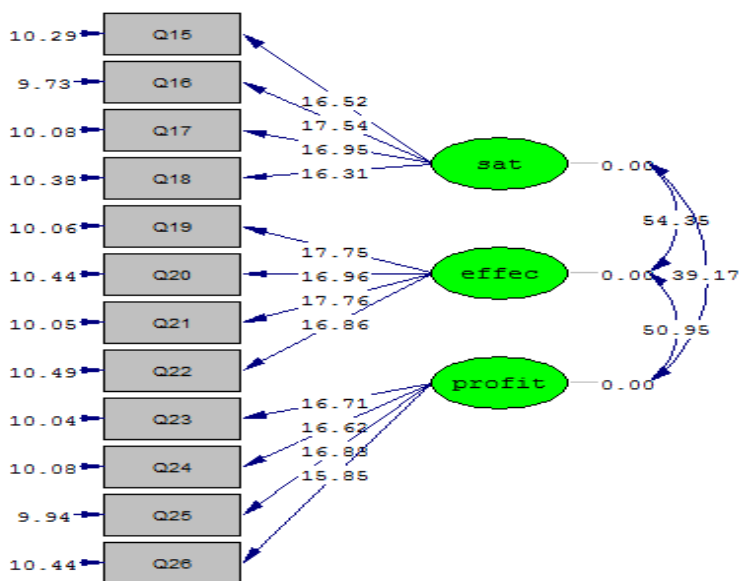 10.29 Q15
9.73 Q16
16.52
17.54
10.08 Q17
16.95
sat 0.00
10.38 Q18
16.31
54.35
10.06 Q19
17.75
10.44 Q20
16.96
effec 0.00 39.17
17.76
10.05 Q21
16.86
50.95
10.49 Q22
profit 0.00
16.71
10.04 Q23
16.62
16.88
10.08 Q24
15.85
9.94 Q25
10.44 Q26